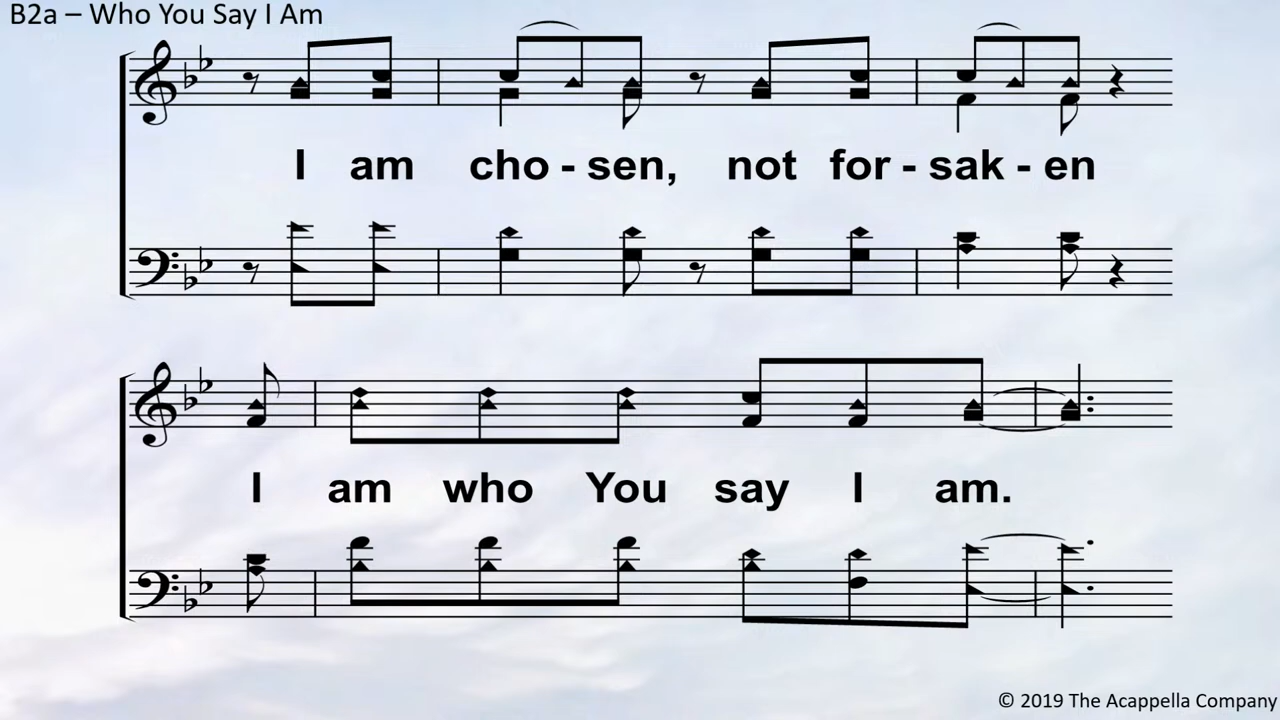 B2a – Who You Say I Am
I am cho - sen, not for - sak - en
I am who You say I am.
© 2019 The Acappella Company